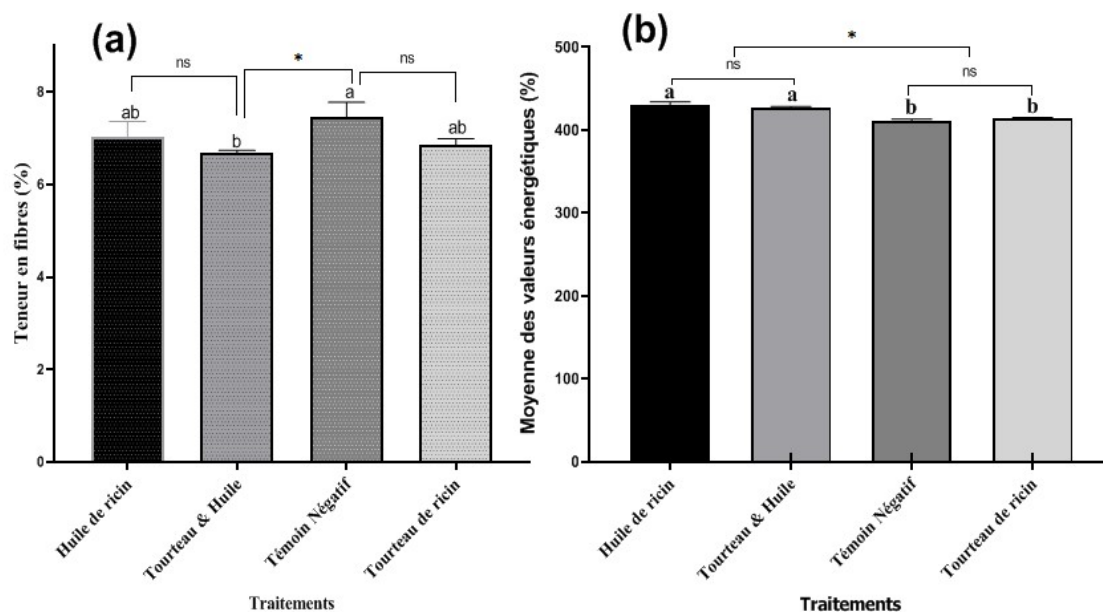 (a)
ns
*
ns
ab
b
a
ab
Teneur en fibres (%)
8
6
4
2
0
Huile de ricin
Tourteau & Huile
Témoin Négatif
Tourteau de ricin
Traitements
(b)
*
ns
ns
a
a
b
b
Moyenne des valeurs énergétiques (%)
500
400
300
200
100
0
Huile de ricin
Tourteau & Huile
Témoin Négatif
Tourteau de ricin
Traitements